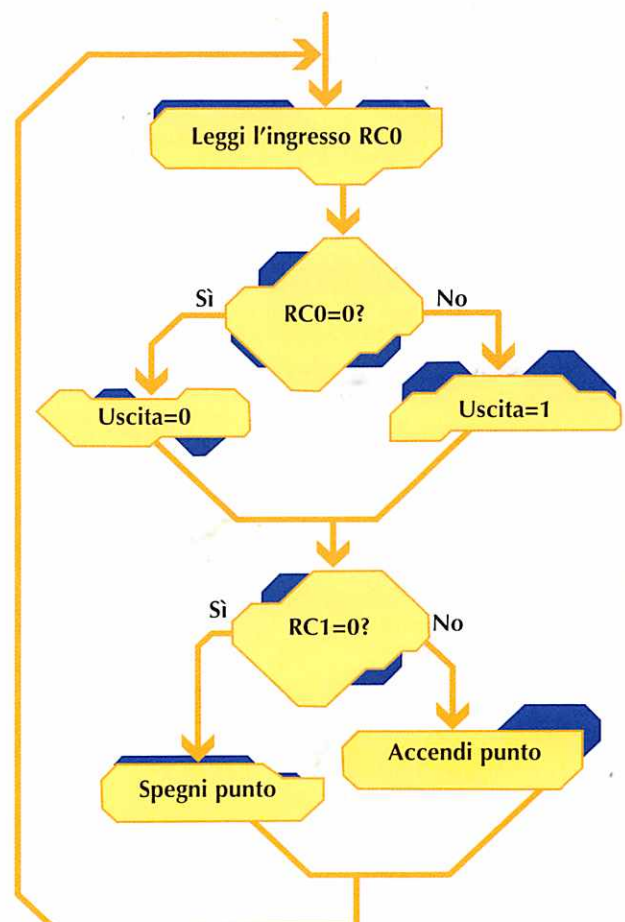 Leggi l'ingresso RC0
Sì
RC0=0?
No
Uscita=0
Uscita=1
Sì
RC1=0?
No
Spegni punto
Accendi punto